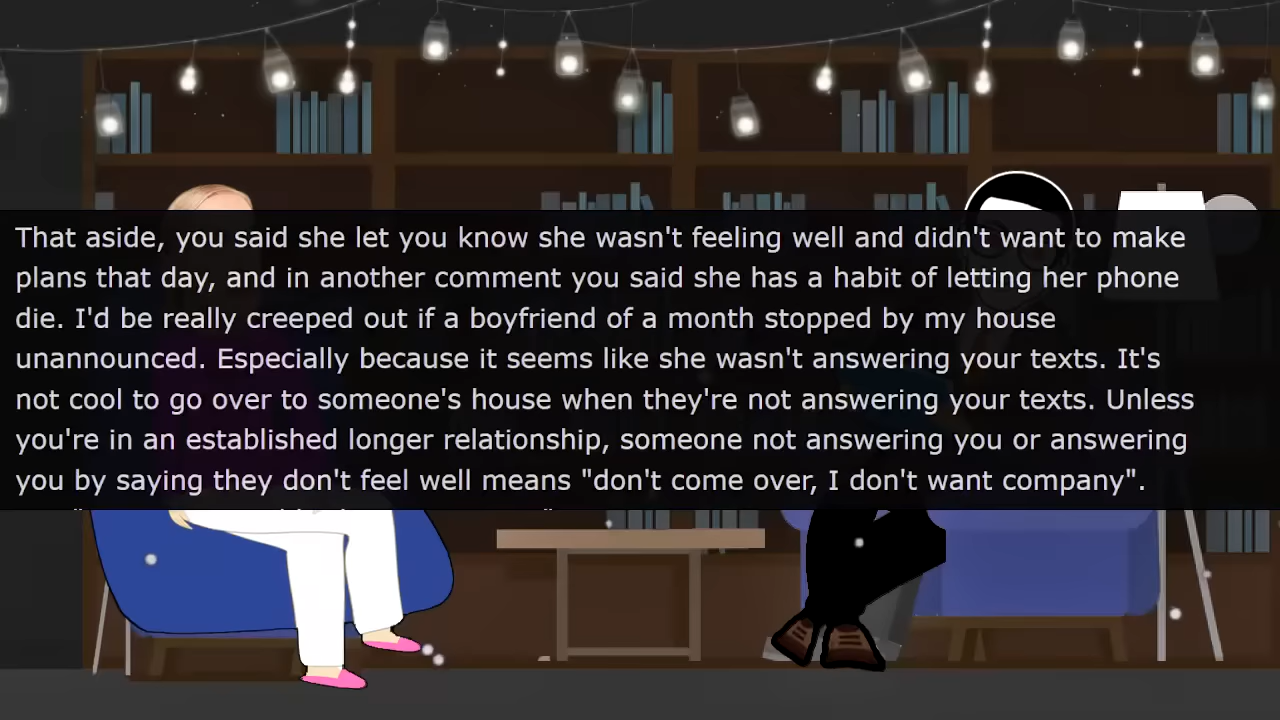 That aside, you said she let you know she wasn't feeling well and didn't want to make
plans that day, and in another comment you said she has a habit of letting her phone
die. I'd be really creeped out if a boyfriend of a month stopped by my house
unannounced. Especially because it seems like she wasn't answering your texts. It's
not cool to go over to someone's house when they're not answering your texts. Unless
you're in an established longer relationship, someone not answering you or answering
you by saying they don't feel well means "don't come over, I don't want company".